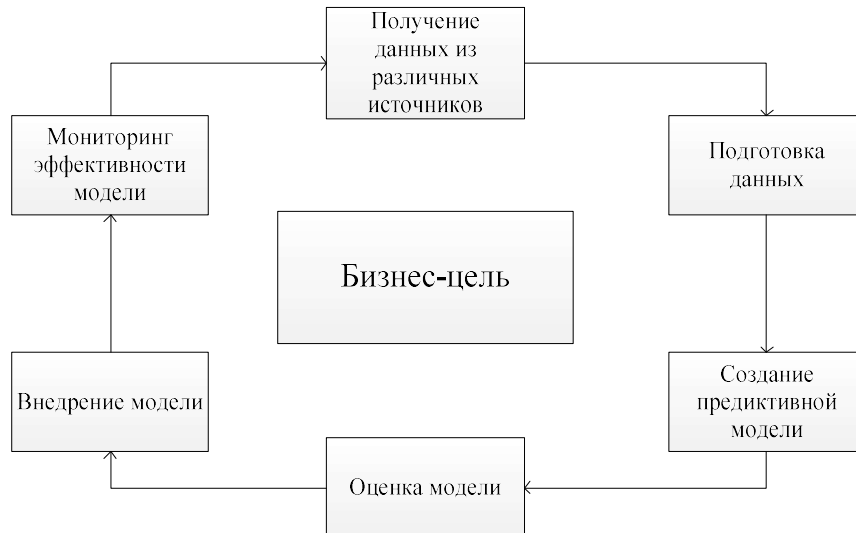 Получение
данных из
различных
источников
Мониторинг
эффективности
модели
Подготовка
данных
Бизнес-цель
Внедрение модели
Создание
предиктивной
модели
Оценка модели